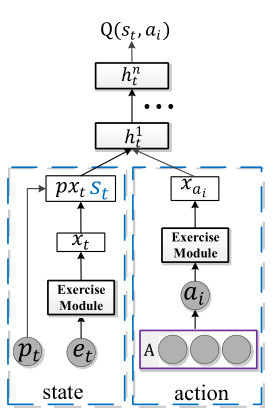 Q(s_t, a_i)
h_t^n
...
h_t^1
px_t s_t
x_{a_i}
x_t
Exercise
Module
Exercise
Module
a_i
p_t
e_t
A
state
action